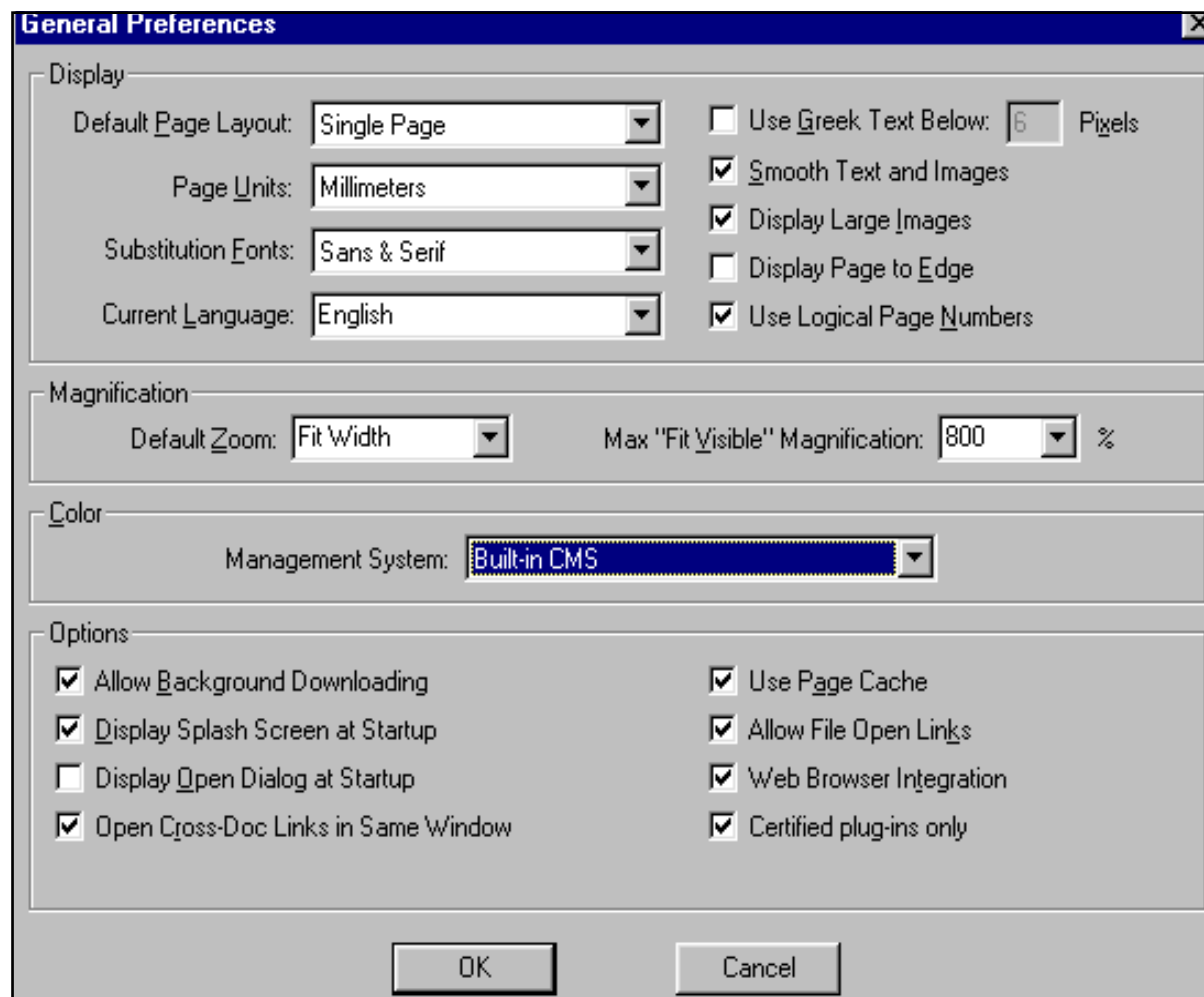 General Preferences
Display
Default Page Layout: Single Page
Page Units: Millimeters
Substitution Fonts: Sans & Serif
Current Language: English
Use Greek Text Below: 6 Pixels
Smooth Text and Images
Display Large Images
Display Page to Edge
Use Logical Page Numbers
Magnification
Default Zoom: Fit Width
Max "Fit Visible" Magnification: 800 %
Color
Management System: Built-in CMS
Options
Allow Background Downloading
Display Splash Screen at Startup
Display Open Dialog at Startup
Open Cross-Doc Links in Same Window
Use Page Cache
Allow File Open Links
Web Browser Integration
Certified plug-ins only
OK
Cancel